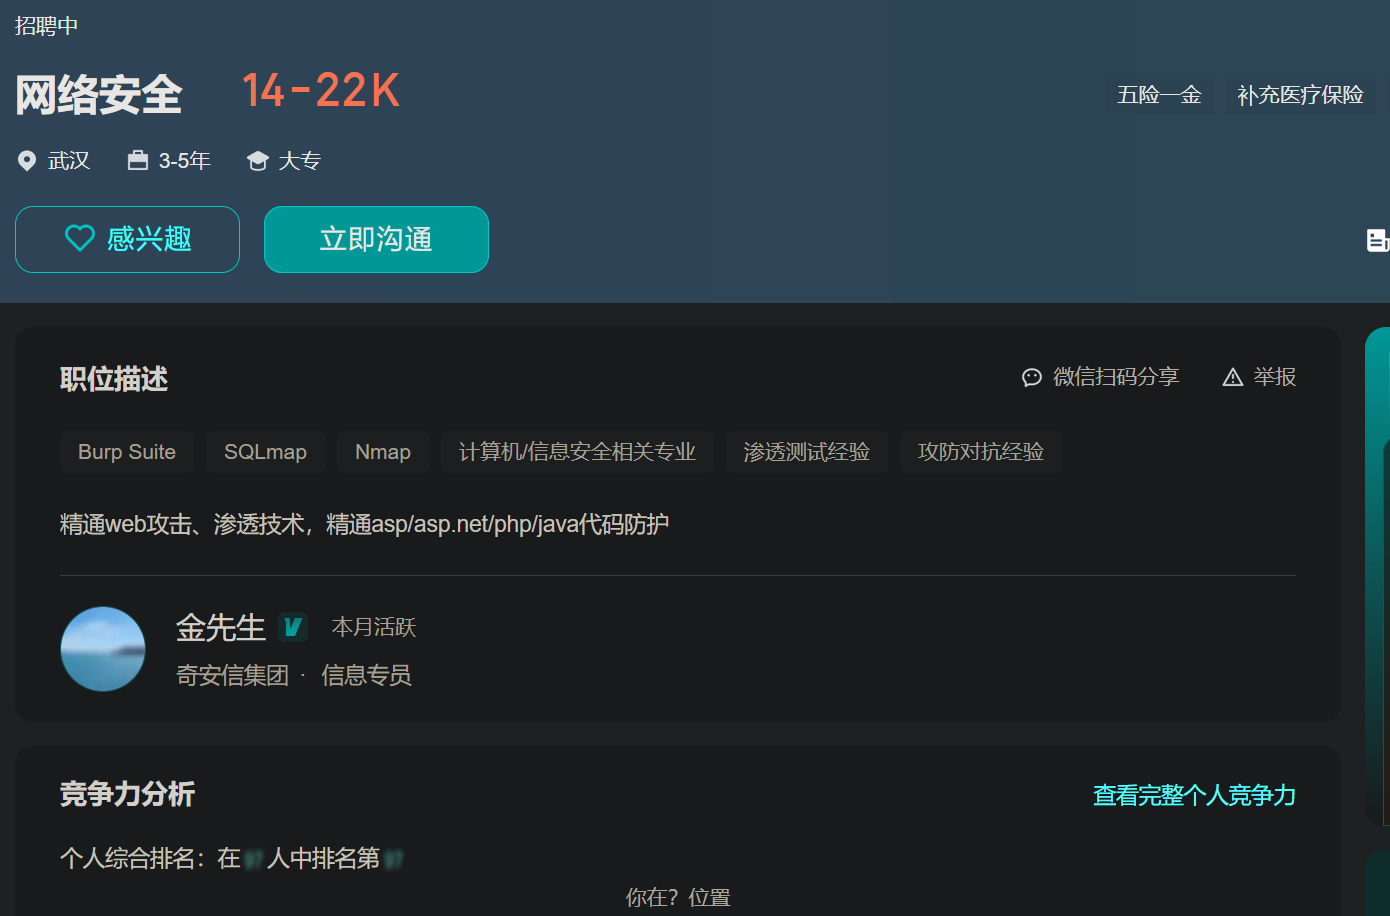 招聘中
网络安全 14-22K
五险一金 补充医疗保险
武汉 3-5年 大专
感兴趣 立即沟通
职位描述 微信扫码分享 举报
Burp Suite SQLmap Nmap 计算机/信息安全相关专业 渗透测试经验 攻防对抗经验
精通web攻击、渗透技术，精通asp/asp.net/php/java代码防护
金先生 本月活跃
奇安信集团 · 信息专员
竞争力分析 查看完整个人竞争力
个人综合排名：在 人中排名第
你在？位置